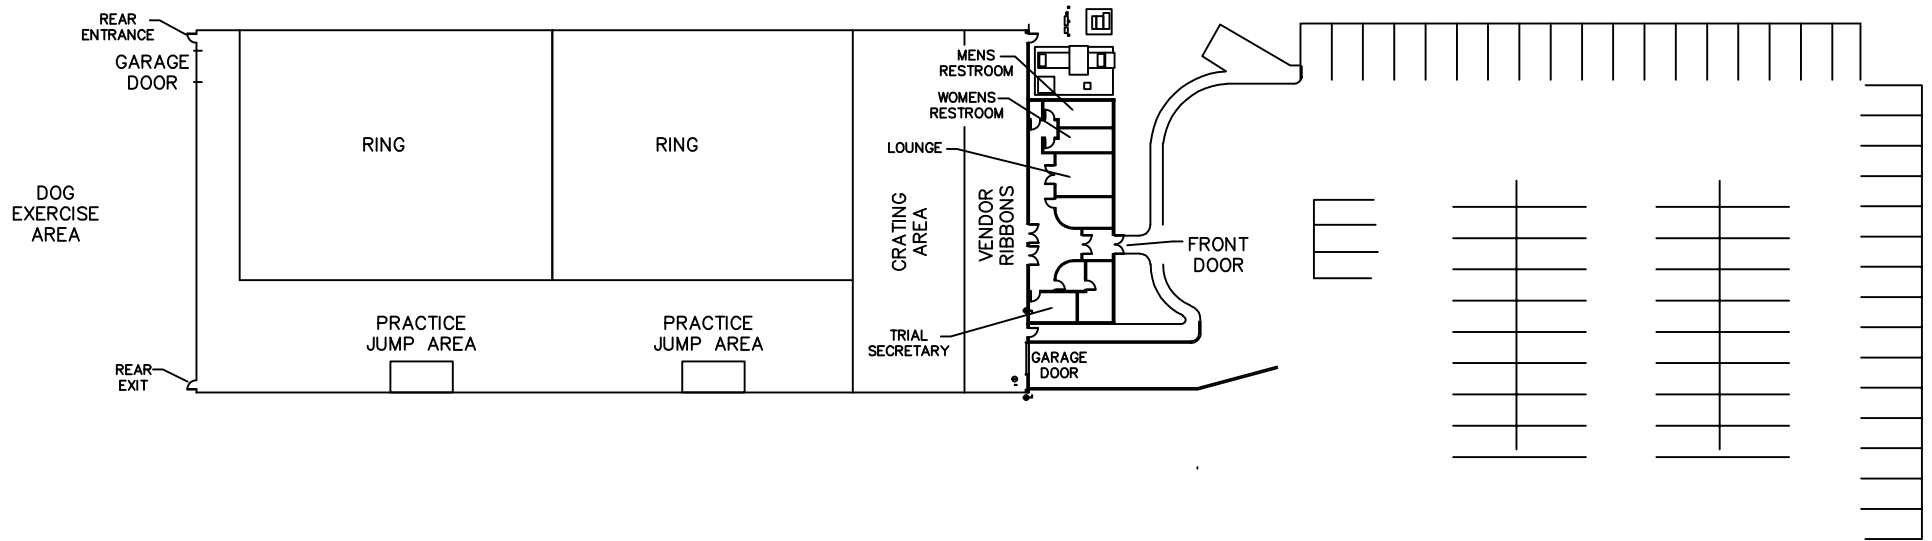 REAR
ENTRANCE
GARAGE
DOOR
DOG
EXERCISE
AREA
REAR
EXIT
RING
RING
PRACTICE
JUMP AREA
PRACTICE
JUMP AREA
CRATING
AREA
VENDOR
RIBBONS
MENS
RESTROOM
WOMENS
RESTROOM
LOUNGE
TRIAL
SECRETARY
GARAGE
DOOR
FRONT
DOOR